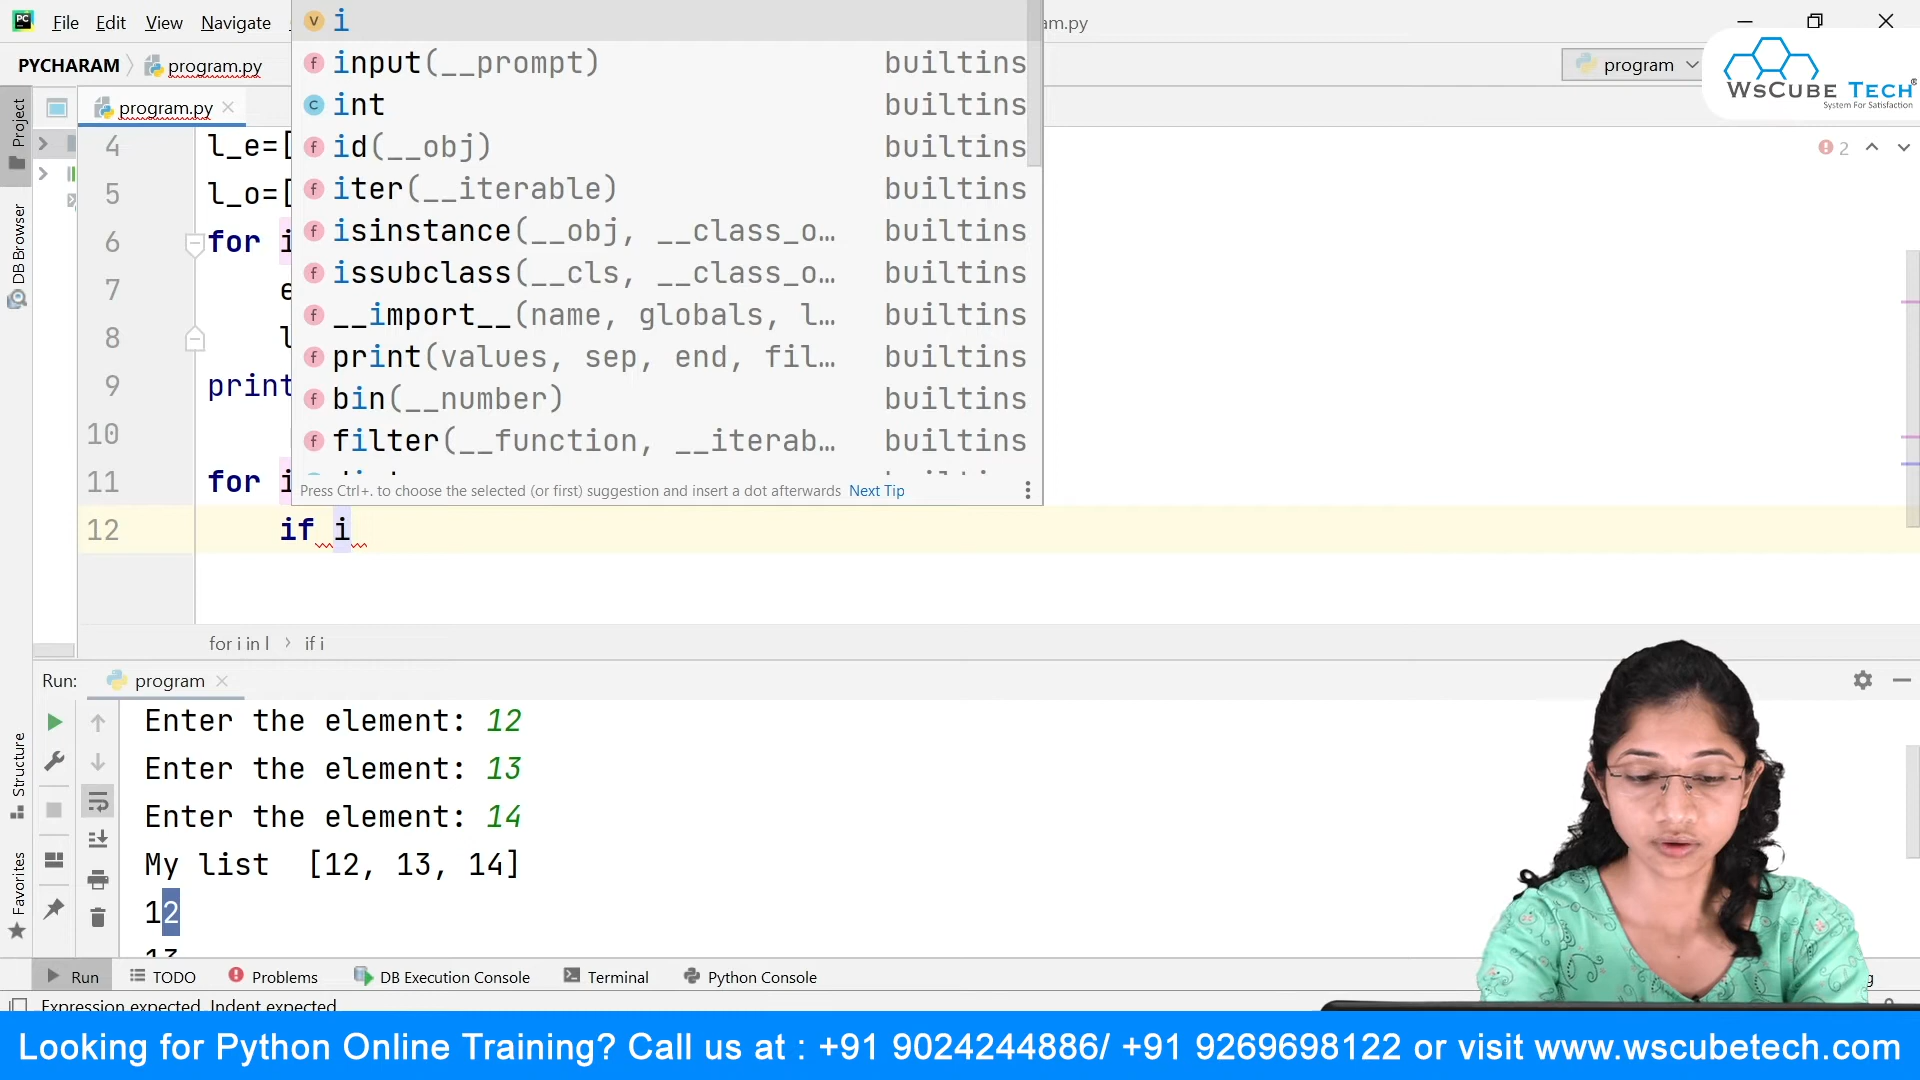 File Edit View Navigate am.py
PYCHARAM program.py program
WsCube Tech®
System For Satisfaction
program.py
i
input(__prompt) builtins
int builtins
id(__obj) builtins
iter(__iterable) builtins
isinstance(__obj, __class_o… builtins
issubclass(__cls, __class_o… builtins
__import__(name, globals, l… builtins
print(values, sep, end, fil… builtins
bin(__number) builtins
filter(__function, __iterab… builtins
Press Ctrl+. to choose the selected (or first) suggestion and insert a dot afterwards Next Tip
2
Project
DB Browser
Structure
Favorites
4 l_e=[
5 l_o=[
6 for i
7 e
8 l
9 print
10
11 for i
12 if i
for i in l › if i
Run: program
Enter the element: 12
Enter the element: 13
Enter the element: 14
My list [12, 13, 14]
12
13
Run TODO Problems DB Execution Console Terminal Python Console
Expression expected. Indent expected
Looking for Python Online Training? Call us at : +91 9024244886/ +91 9269698122 or visit www.wscubetech.com